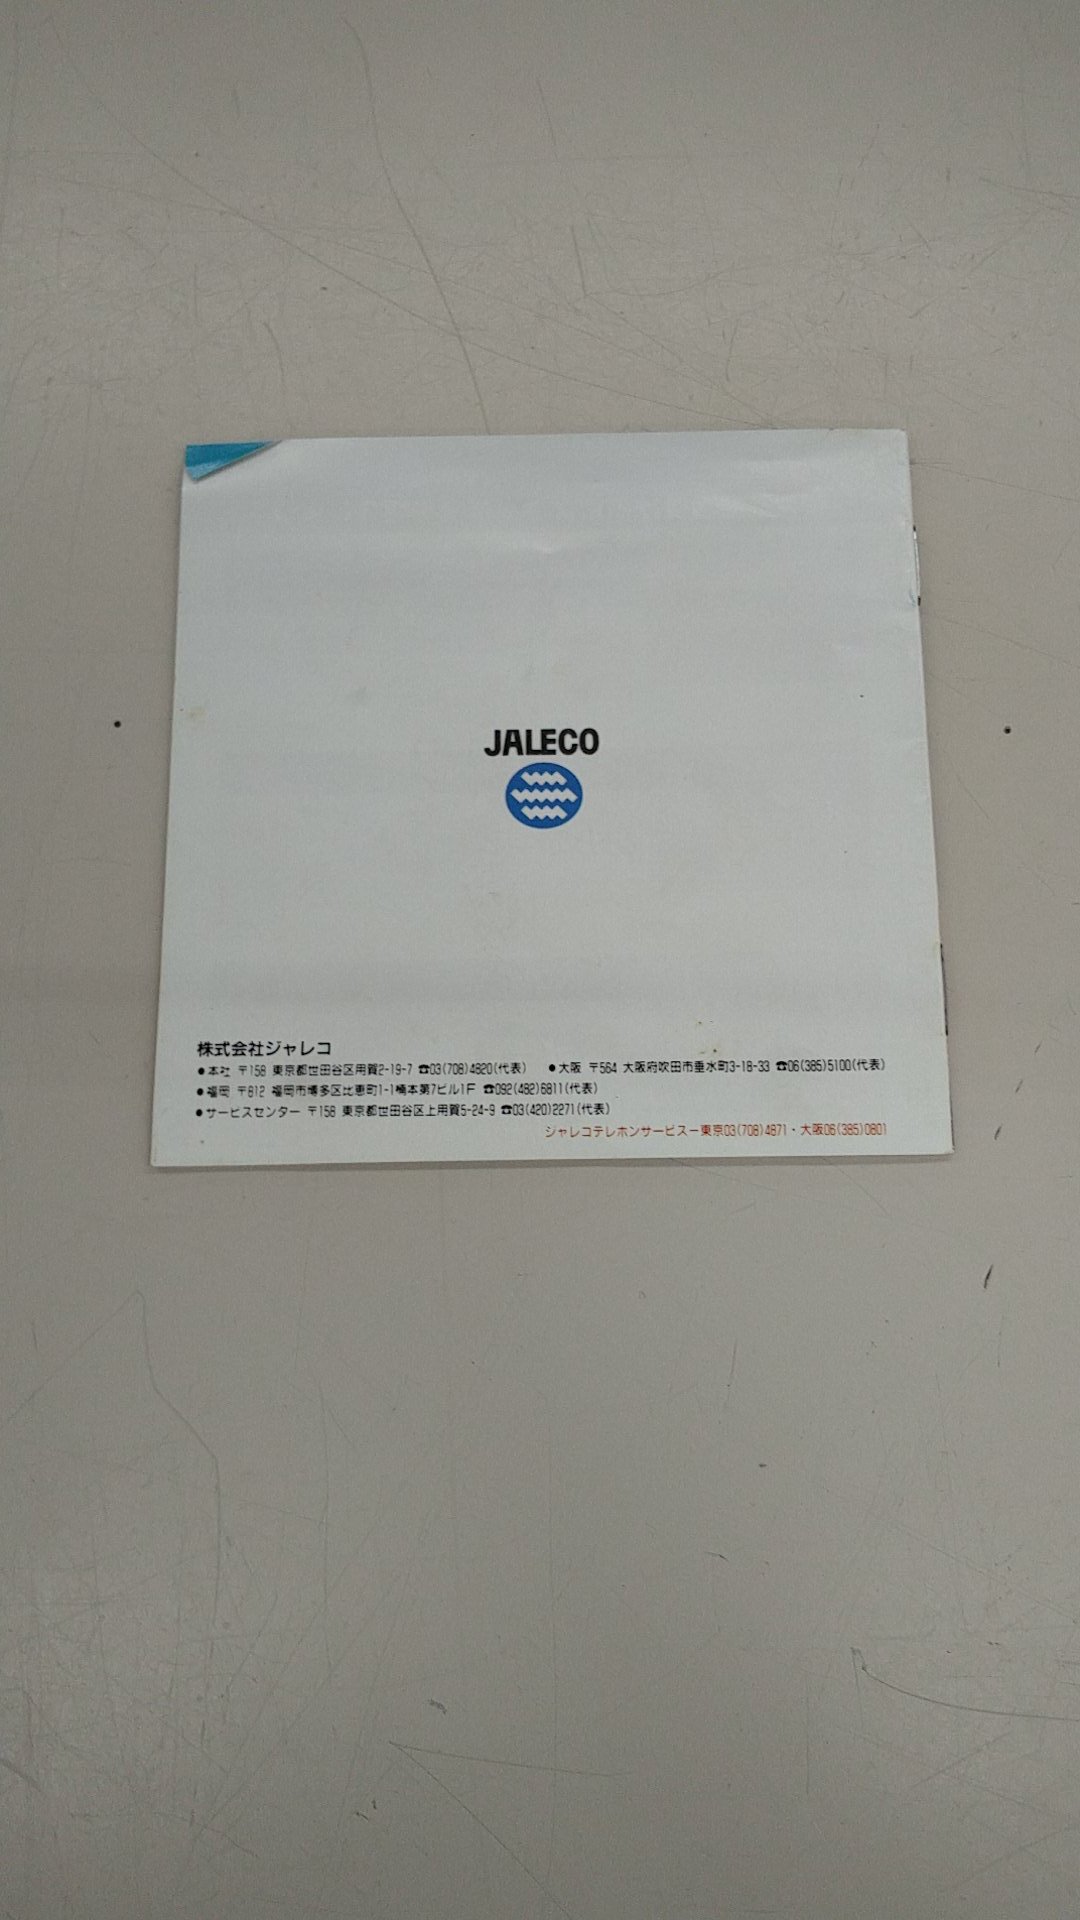 JALECO
株式会社ジャレコ
●本社 〒158 東京都世田谷区用賀2-19-7 ☎03(708)4820(代表) ●大阪 〒564 大阪府吹田市垂水町3-18-33 ☎06(385)5100(代表)
●福岡 〒812 福岡市博多区比恵町1-1楠本第7ビル1F ☎092(482)6811(代表)
●サービスセンター 〒158 東京都世田谷区上用賀5-24-9 ☎03(420)2271(代表)
ジャレコテレホンサービスー東京03(708)4871・大阪06(385)0801